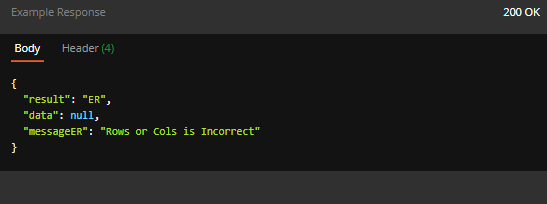 Example Response 200 OK
Body Header (4)
{
"result": "ER",
"data": null,
"messageER": "Rows or Cols is Incorrect"
}